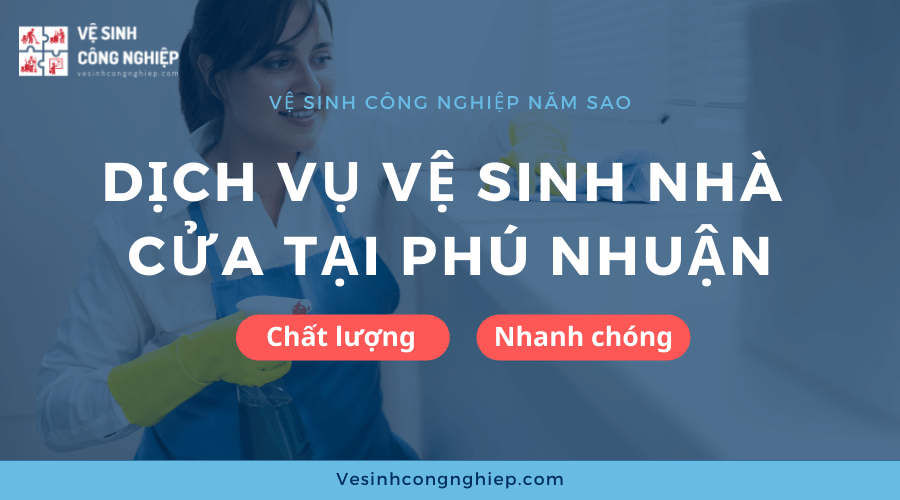 VỆ SINH
CÔNG NGHIỆP
vesinhcongnghiep.com
VỆ SINH CÔNG NGHIỆP NĂM SAO
DỊCH VỤ VỆ SINH NHÀ
CỬA TẠI PHÚ NHUẬN
Chất lượng
Nhanh chóng
Vesinhcongnghiep.com